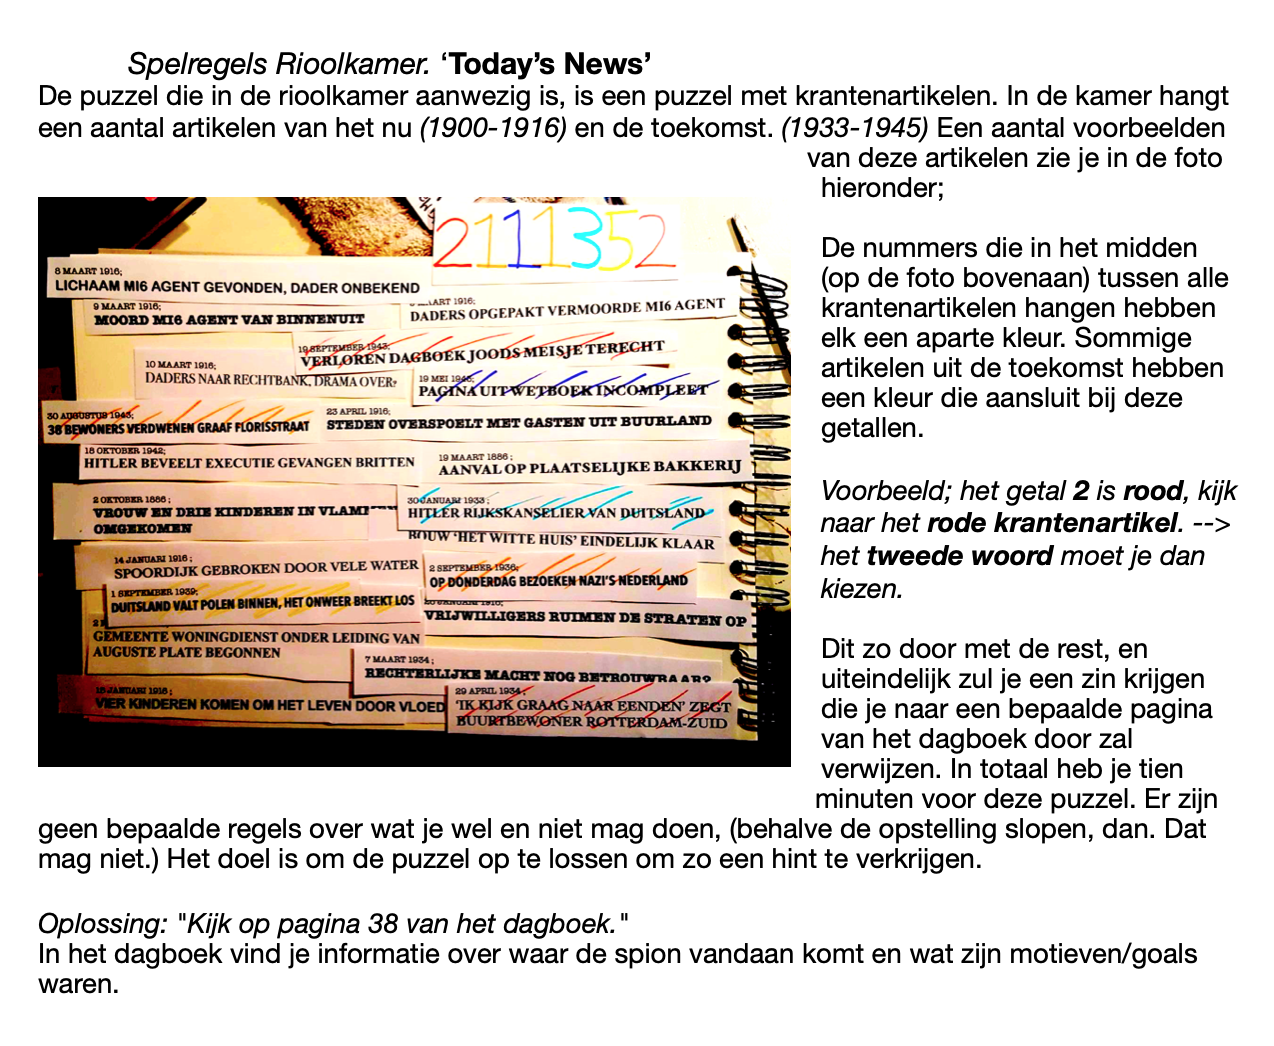 Spelregels Rioolkamer. ‘Today’s News’
De puzzel die in de rioolkamer aanwezig is, is een puzzel met krantenartikelen. In de kamer hangt
een aantal artikelen van het nu (1900-1916) en de toekomst. (1933-1945) Een aantal voorbeelden
van deze artikelen zie je in de foto
hieronder;
De nummers die in het midden
(op de foto bovenaan) tussen alle
krantenartikelen hangen hebben
elk een aparte kleur. Sommige
artikelen uit de toekomst hebben
een kleur die aansluit bij deze
getallen.
Voorbeeld; het getal 2 is rood, kijk
naar het rode krantenartikel. -->
het tweede woord moet je dan
kiezen.
Dit zo door met de rest, en
uiteindelijk zul je een zin krijgen
die je naar een bepaalde pagina
van het dagboek door zal
verwijzen. In totaal heb je tien
minuten voor deze puzzel. Er zijn
geen bepaalde regels over wat je wel en niet mag doen, (behalve de opstelling slopen, dan. Dat
mag niet.) Het doel is om de puzzel op te lossen om zo een hint te verkrijgen.
Oplossing: "Kijk op pagina 38 van het dagboek."
In het dagboek vind je informatie over waar de spion vandaan komt en wat zijn motieven/goals
waren.
2111352
8 MAART 1916;
LICHAAM MI6 AGENT GEVONDEN, DADER ONBEKEND
9 MAART 1916;
MOORD MI6 AGENT VAN BINNENUIT
MAART 1916;
DADERS OPGEPAKT VERMOORDE MI6 AGENT
19 SEPTEMBER 1943;
VERLOREN DAGBOEK JOODS MEISJE TERECHT
10 MAART 1916;
DADERS NAAR RECHTBANK, DRAMA OVER?
19 MEI 1940;
PAGINA UIT WETBOEK INCOMPLEET
30 AUGUSTUS 1943;
38 BEWONERS VERDWENEN GRAAF FLORISSTRAAT
23 APRIL 1916;
STEDEN OVERSPOELT MET GASTEN UIT BUURLAND
18 OKTOBER 1942;
HITLER BEVEELT EXECUTIE GEVANGEN BRITTEN
19 MAART 1886;
AANVAL OP PLAATSELIJKE BAKKERIJ
2 OKTOBER 1886;
VROUW EN DRIE KINDEREN IN
OMGEKOMEN
30 JANUARI 1933;
HITLER RIJKSKANSELIER VAN DUITSLAND
BOUW ‘HET WITTE HUIS’ EINDELIJK KLAAR
14 JANUARI 1916;
SPOORDIJK GEBROKEN DOOR VELE WATER
2 SEPTEMBER 1936;
OP DONDERDAG BEZOEKEN NAZI'S NEDERLAND
1 SEPTEMBER 1939;
DUITSLAND VALT POLEN BINNEN, HET ONWEER BREEKT LOS
VRIJWILLIGERS RUIMEN DE STRATEN OP
GEMEENTE WONINGDIENST ONDER LEIDING VAN
AUGUSTE PLATE BEGONNEN
7 MAART 1934;
RECHTERLIJKE MACHT NOG BETROUWBAAR?
JANUARI 1916;
VIER KINDEREN KOMEN OM HET LEVEN DOOR VLOED
29 APRIL 1934;
'IK KIJK GRAAG NAAR EENDEN' ZEGT
BUURTBEWONER ROTTERDAM-ZUID